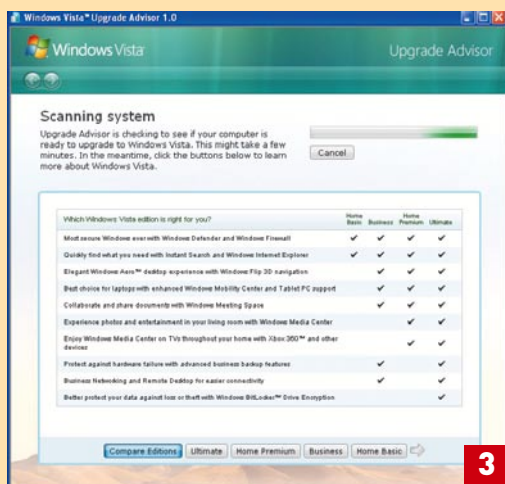 Windows Vista™ Upgrade Advisor 1.0
Windows Vista™
Upgrade Advisor
Scanning system
Upgrade Advisor is checking to see if your computer is
ready to upgrade to Windows Vista. This might take a few
minutes. In the meantime, click the buttons below to learn
more about Windows Vista.
Cancel
Which Windows Vista edition is right for you?
Home Basic Business Home Premium Ultimate
Most secure Windows ever with Windows Defender and Windows Firewall
Quickly find what you need with Instant Search and Windows Internet Explorer
Elegant Windows Aero™ desktop experience with Windows Flip 3D navigation
Best choice for laptops with enhanced Windows Mobility Center and Tablet PC support
Collaborate and share documents with Windows Meeting Space
Experience photos and entertainment in your living room with Windows Media Center
Enjoy Windows Media Center on TVs throughout your home with Xbox 360™ and other
devices
Protect against hardware failure with advanced business backup features
Business Networking and Remote Desktop for easier connectivity
Better protect your data against loss or theft with Windows BitLocker™ Drive Encryption
Compare Editions Ultimate Home Premium Business Home Basic
3